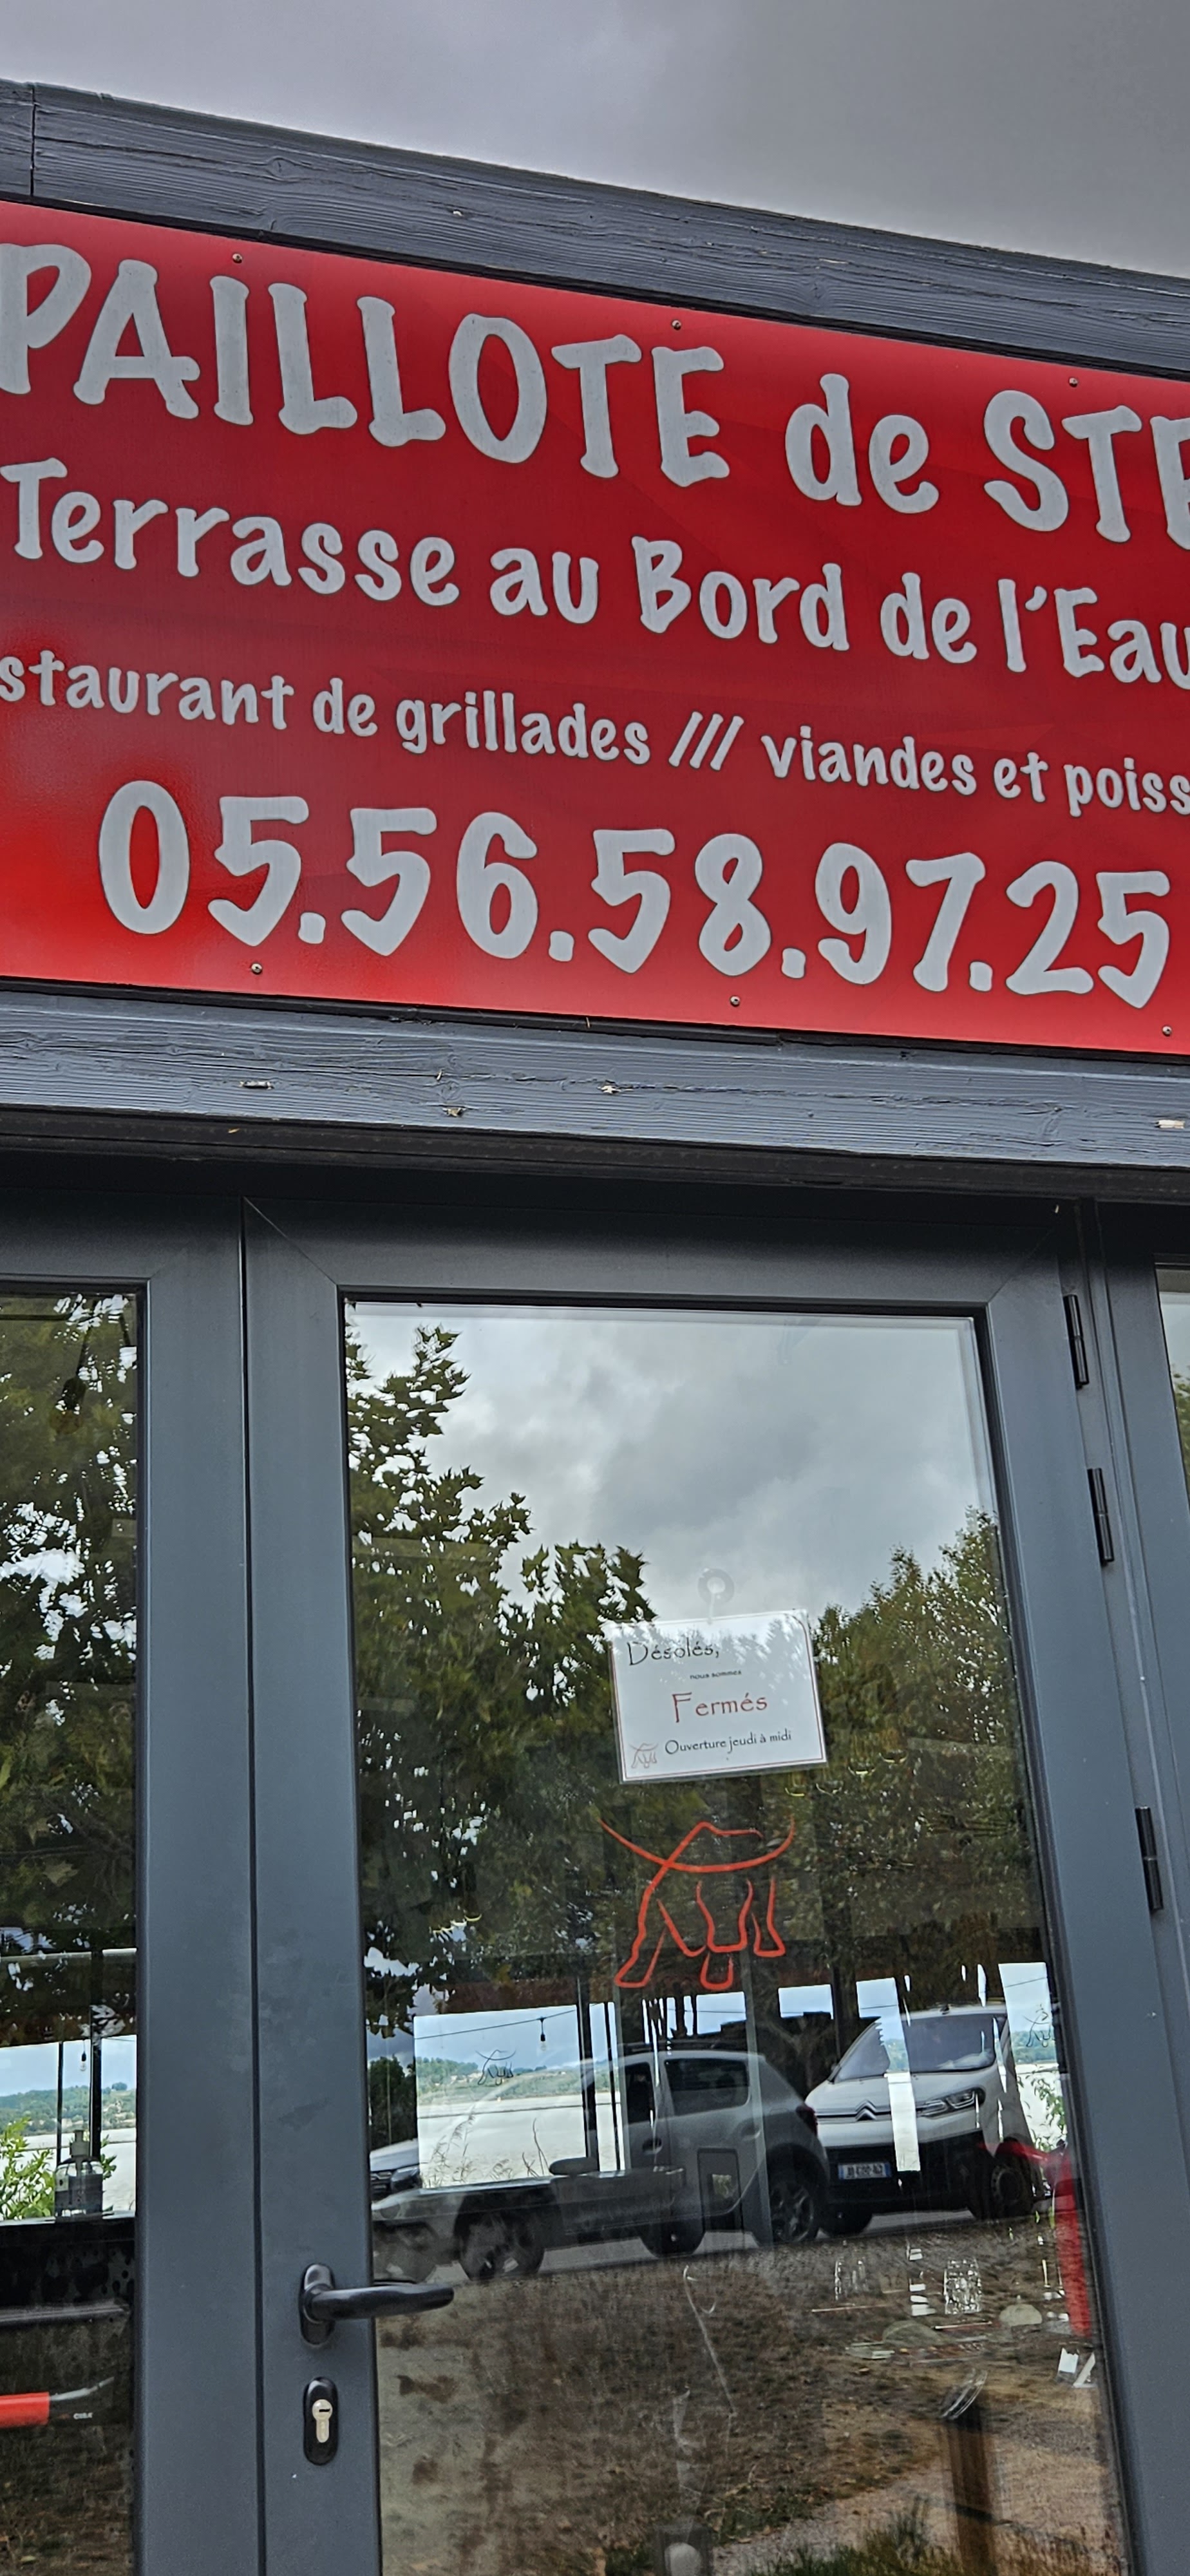 PAILLOTE de STE
Terrasse au Bord de l'Eau
staurant de grillades /// viandes et poiss
05.56.58.97.25
Désolés,
nous sommes
Fermés
Ouverture jeudi à midi